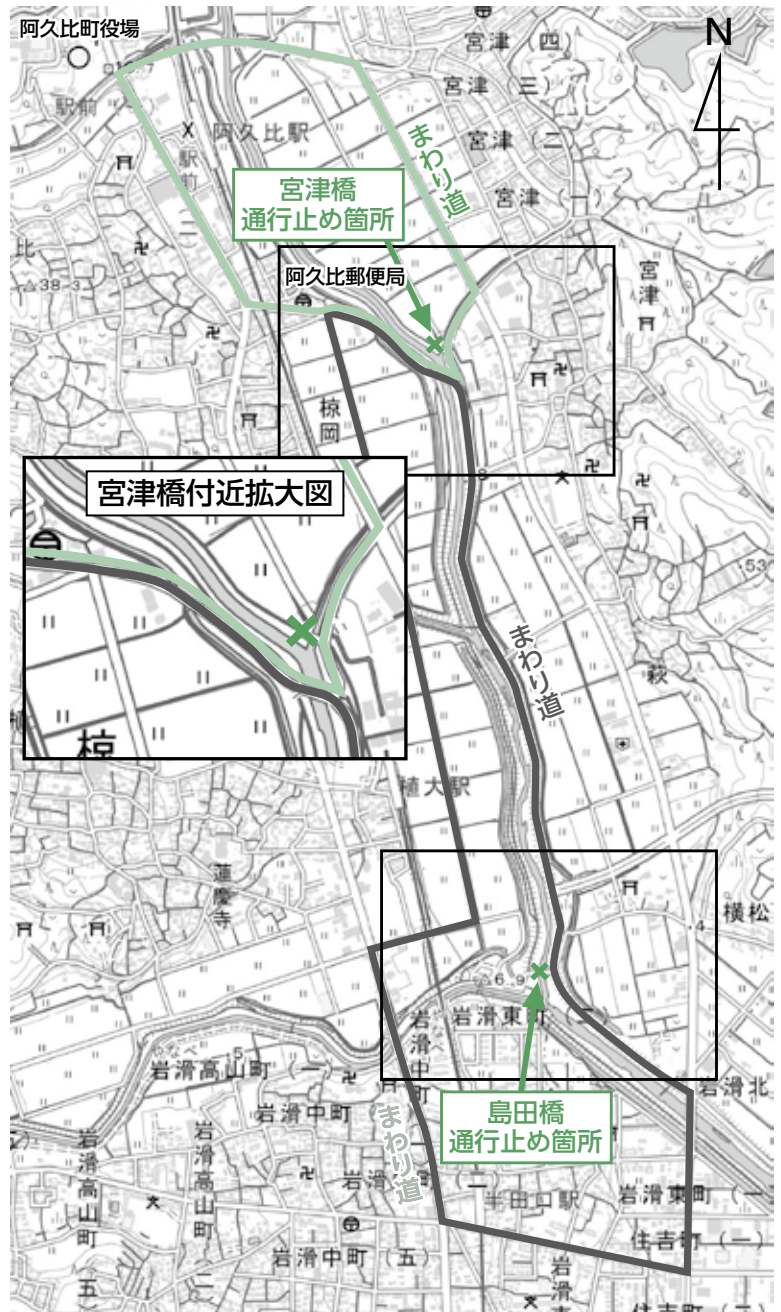 阿久比町役場
N
宮津(四)
宮津(三)
宮津(二)
宮津(一)
阿久比駅
まわり道
宮津橋
通行止め箇所
宮津
阿久比郵便局
椋岡
宮津橋付近拡大図
椋
まわり道
萩
植大駅
蓮慶寺
横松
岩滑東町(二)
岩滑中町
岩滑高山町(一)
岩滑中町
岩滑北
島田橋
通行止め箇所
まわり道
岩滑高山町
岩滑高山町
半田口駅
岩滑東町(一)
住吉町(一)
岩滑中町(五)